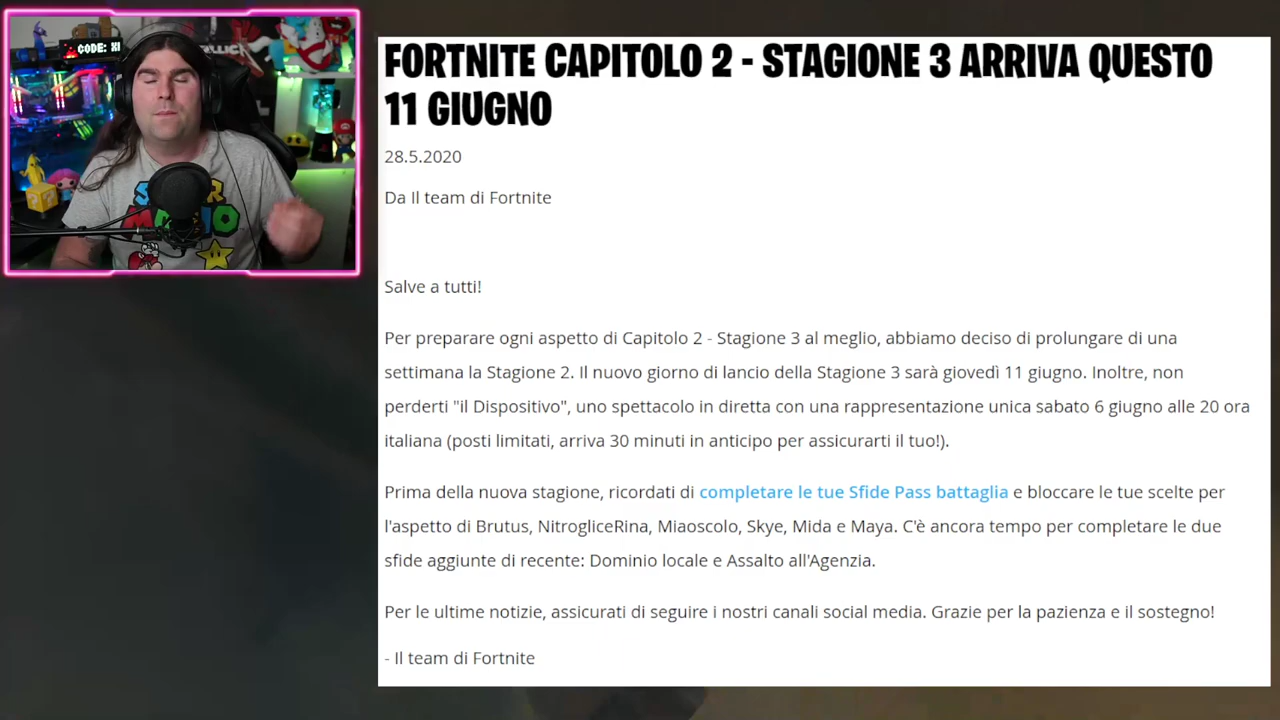 CODE: XI
METALLICA
SUPER
MARIO
FORTNITE CAPITOLO 2 - STAGIONE 3 ARRIVA QUESTO
11 GIUGNO
28.5.2020
Da Il team di Fortnite
Salve a tutti!
Per preparare ogni aspetto di Capitolo 2 - Stagione 3 al meglio, abbiamo deciso di prolungare di una
settimana la Stagione 2. Il nuovo giorno di lancio della Stagione 3 sarà giovedì 11 giugno. Inoltre, non
perderti "il Dispositivo", uno spettacolo in diretta con una rappresentazione unica sabato 6 giugno alle 20 ora
italiana (posti limitati, arriva 30 minuti in anticipo per assicurarti il tuo!).
Prima della nuova stagione, ricordati di completare le tue Sfide Pass battaglia e bloccare le tue scelte per
l'aspetto di Brutus, NitrogliceRina, Miaoscolo, Skye, Mida e Maya. C'è ancora tempo per completare le due
sfide aggiunte di recente: Dominio locale e Assalto all'Agenzia.
Per le ultime notizie, assicurati di seguire i nostri canali social media. Grazie per la pazienza e il sostegno!
- Il team di Fortnite